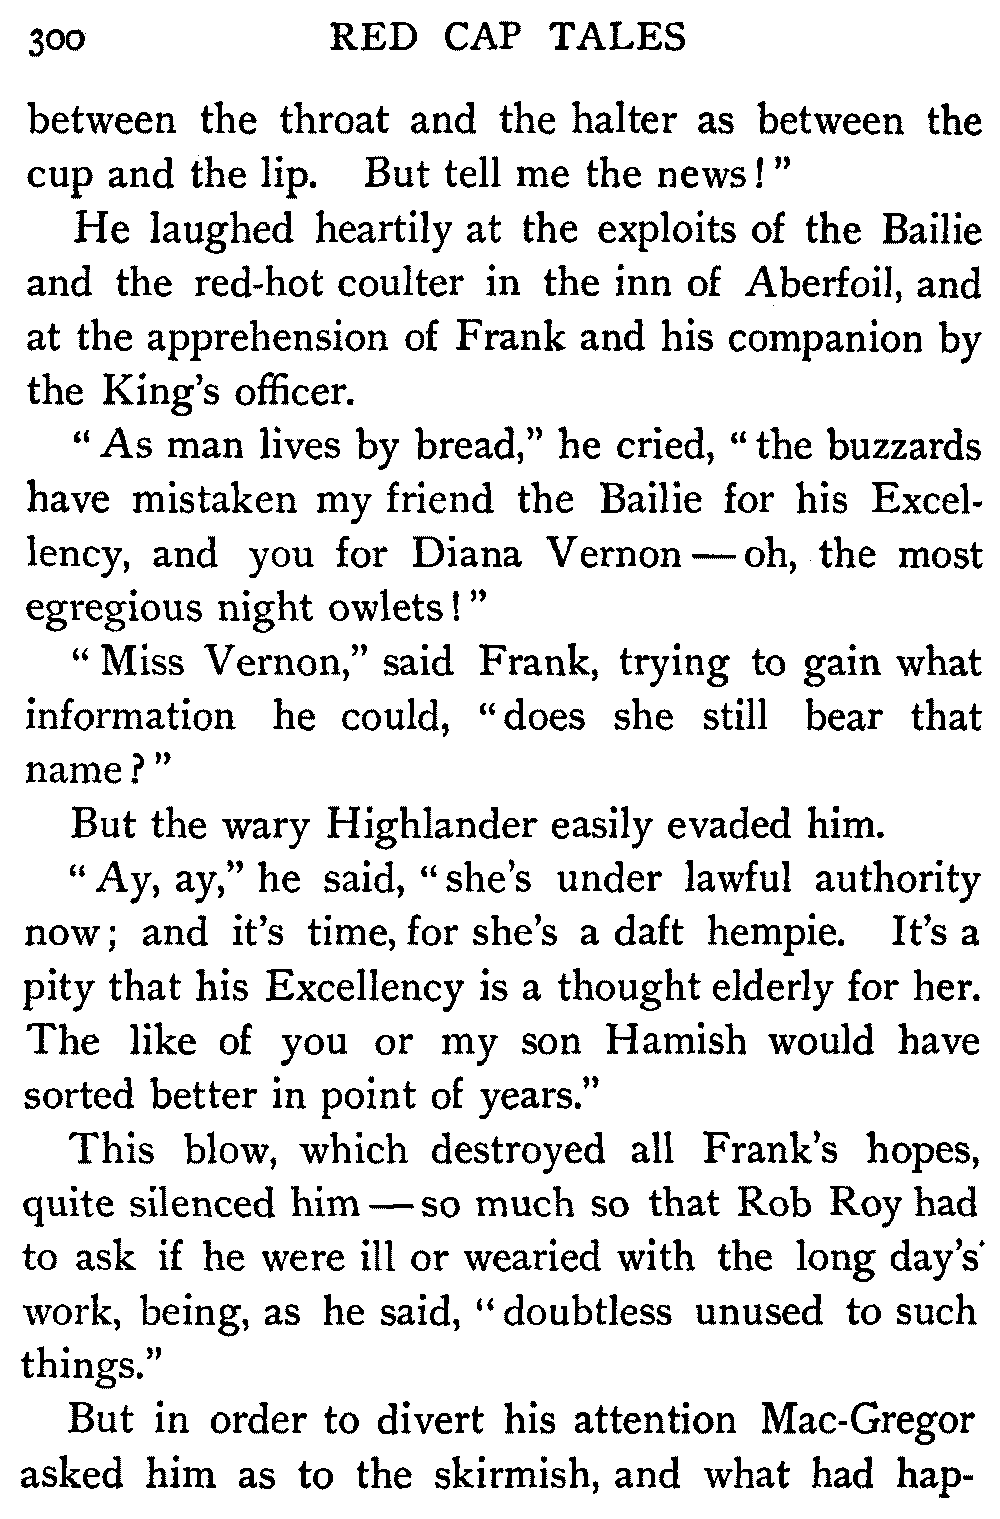 300 RED CAP TALES
between the throat and the halter as between the
cup and the lip. But tell me the news!"
He laughed heartily at the exploits of the Bailie
and the red-hot coulter in the inn of Aberfoil, and
at the apprehension of Frank and his companion by
the King's officer.
"As man lives by bread," he cried, "the buzzards
have mistaken my friend the Bailie for his Excel-
lency, and you for Diana Vernon — oh, the most
egregious night owlets!"
"Miss Vernon," said Frank, trying to gain what
information he could, "does she still bear that
name?"
But the wary Highlander easily evaded him.
"Ay, ay," he said, "she's under lawful authority
now; and it's time, for she's a daft hempie. It's a
pity that his Excellency is a thought elderly for her.
The like of you or my son Hamish would have
sorted better in point of years."
This blow, which destroyed all Frank's hopes,
quite silenced him — so much so that Rob Roy had
to ask if he were ill or wearied with the long day's
work, being, as he said, "doubtless unused to such
things."
But in order to divert his attention Mac-Gregor
asked him as to the skirmish, and what had hap-